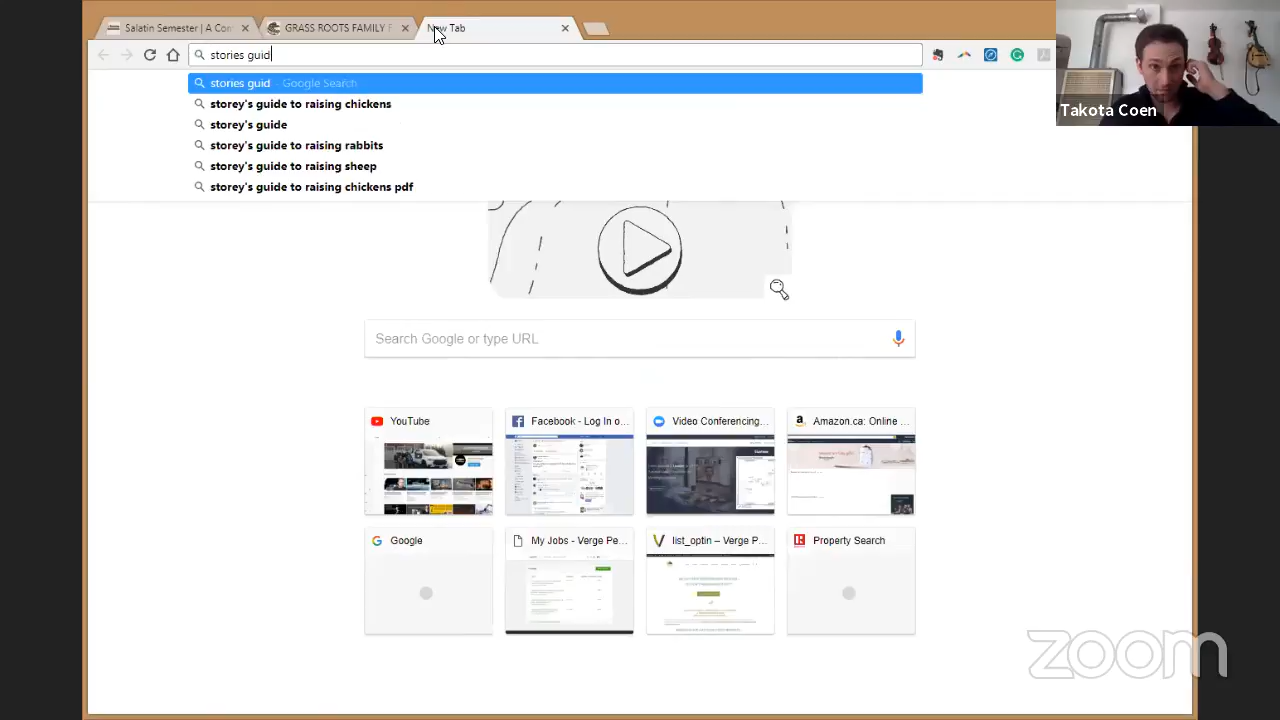 Salatin Semester | A Con
GRASS ROOTS FAMILY F
New Tab
stories guid
stories guid - Google Search
storey's guide to raising chickens
storey's guide
storey's guide to raising rabbits
storey's guide to raising sheep
storey's guide to raising chickens pdf
Takota Coen
Search Google or type URL
YouTube
Facebook - Log In o...
Video Conferencing...
Amazon.ca: Online ...
Google
My Jobs - Verge Pe...
list_optin – Verge P...
Property Search
zoom